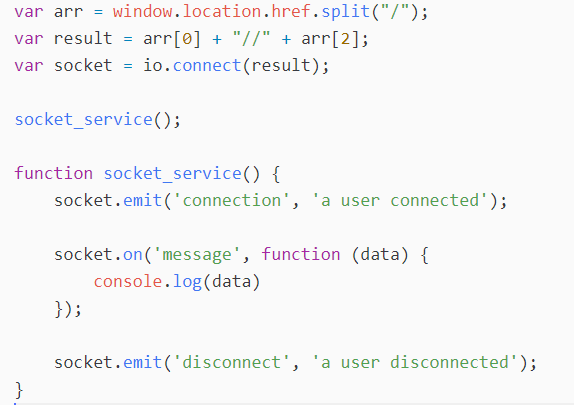 var arr = window.location.href.split("/");
var result = arr[0] + "//" + arr[2];
var socket = io.connect(result);
socket_service();
function socket_service() {
    socket.emit('connection', 'a user connected');
    socket.on('message', function (data) {
        console.log(data)
    });
    socket.emit('disconnect', 'a user disconnected');
}